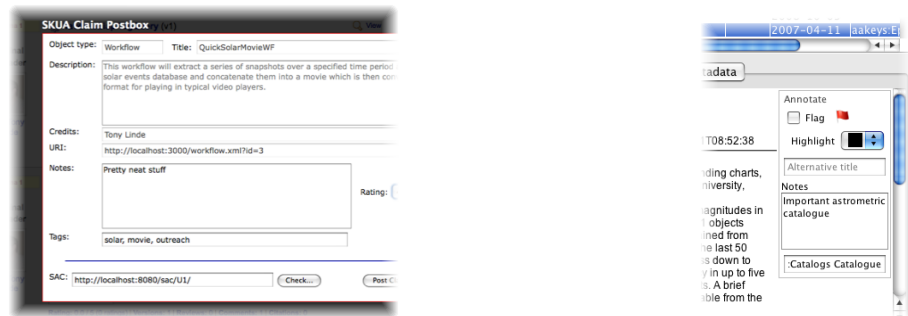 SKUA Claim Postbox
Object type: Workflow Title: QuickSolarMovieWF
Description: This workflow will extract a series of snapshots over a specified time period
solar events database and concatenate them into a movie which is then
format for playing in typical video players.
Credits: Tony Linde
URI: http://localhost:3000/workflow.xml?id=3
Notes: Pretty neat stuff
Rating:
Tags: solar, movie, outreach
SAC: http://localhost:8080/sac/U1/ Check... Post
2007-04-11 aakeys:E
tadata
Annotate
Flag
T08:52:38
Highlight
nding charts,
Alternative title
niversity,
Notes
Important astrometric
agnitudes in
catalogue
objects
ined from
he last 50
s down to
:Catalogs Catalogue
y in up to five
s. A brief
able from the